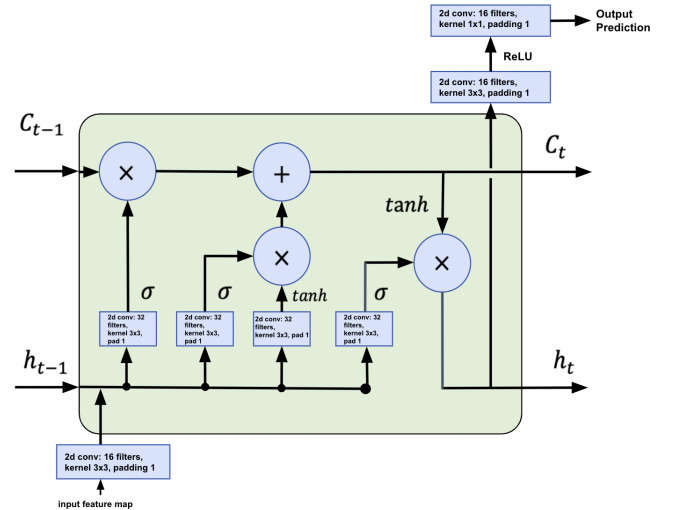 2d conv: 16 filters,
kernel 1x1, padding 1
Output
Prediction
ReLU
2d conv: 16 filters,
kernel 3x3, padding 1
C_{t-1}
C_t
×
+
tanh
×
×
σ
σ
tanh
σ
2d conv: 32
filters,
kernel 3x3,
pad 1
2d conv: 32
filters,
kernel 3x3,
pad 1
2d conv: 32
filters,
kernel 3x3, pad 1
2d conv: 32
filters,
kernel 3x3,
pad 1
h_{t-1}
h_t
2d conv: 16 filters,
kernel 3x3, padding 1
input feature map